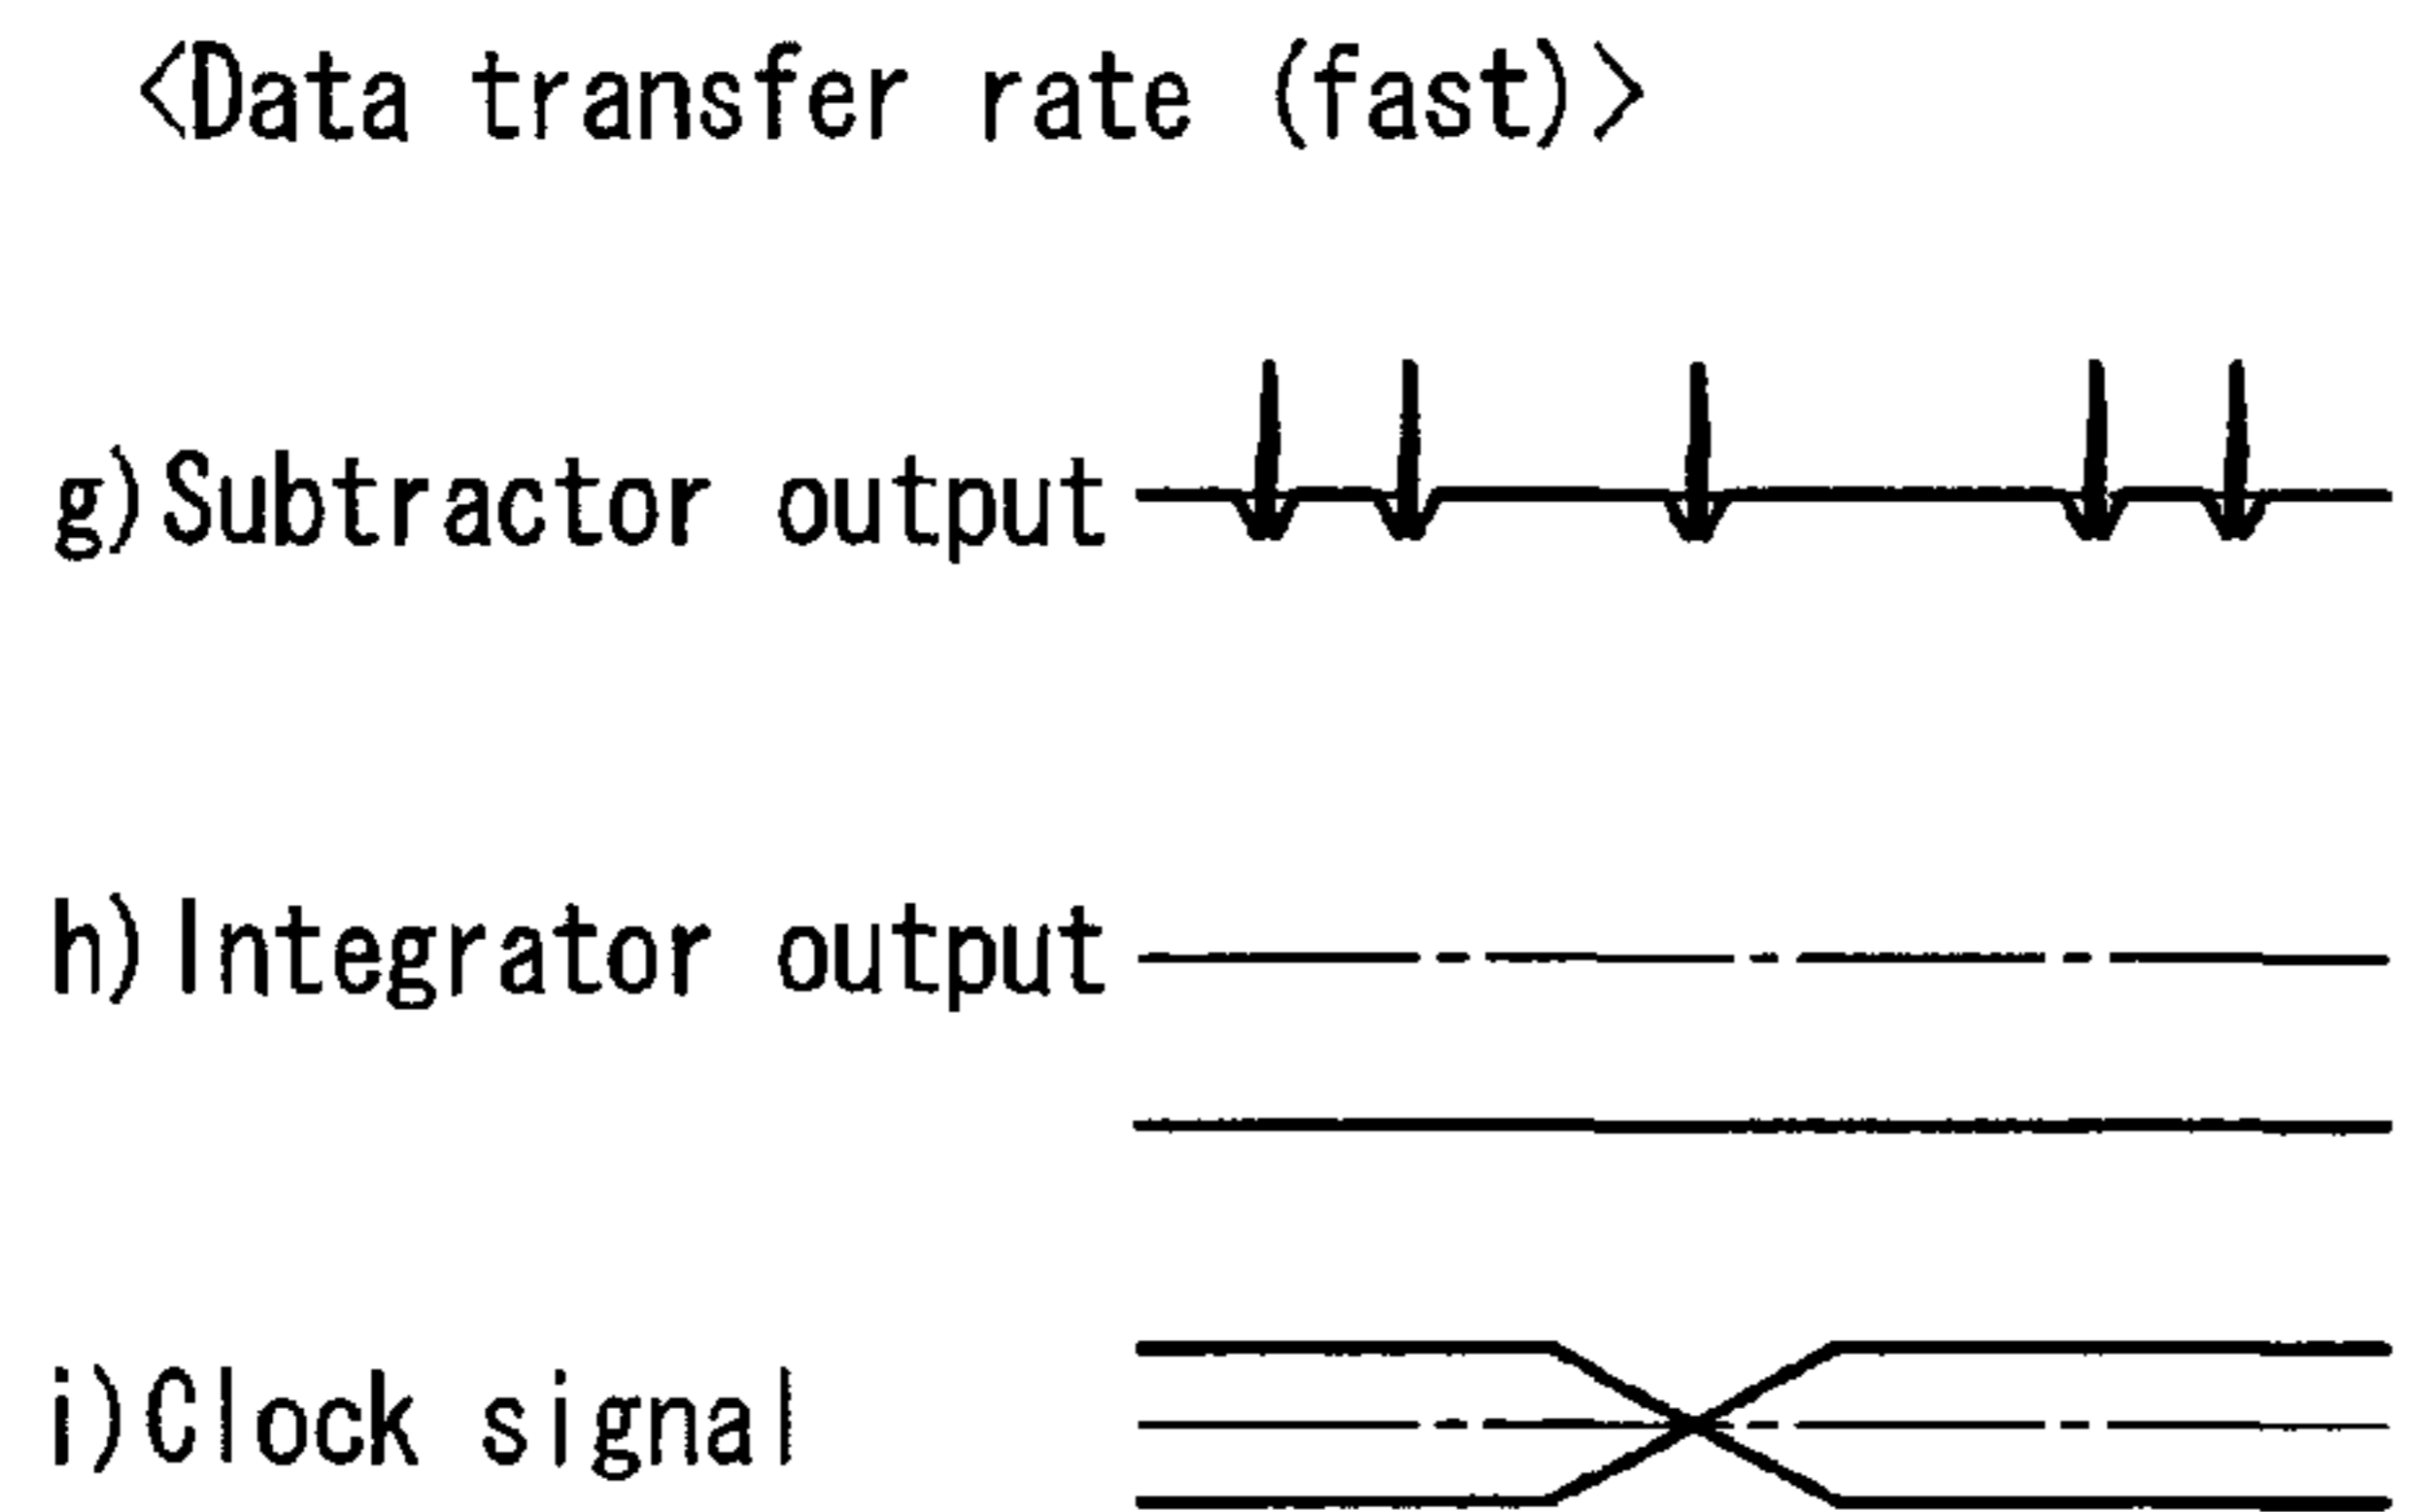 <Data transfer rate (fast)>
g)Subtractor output
h)Integrator output
i)Clock signal